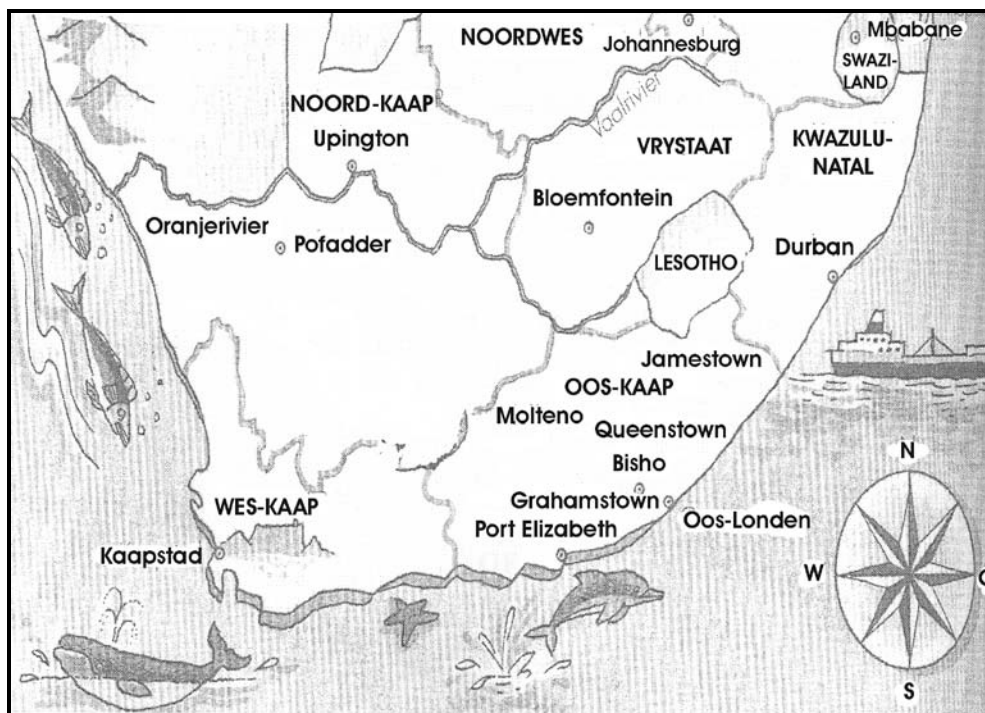 NOORDWES
Johannesburg
Mbabane
SWAZI-
LAND
NOORD-KAAP
Upington
Vaalrivier
VRYSTAAT
KWAZULU-
NATAL
Bloemfontein
Oranjerivier
Pofadder
LESOTHO
Durban
Jamestown
OOS-KAAP
Molteno
Queenstown
Bisho
WES-KAAP
Grahamstown
Port Elizabeth
Oos-Londen
Kaapstad
N
W
S